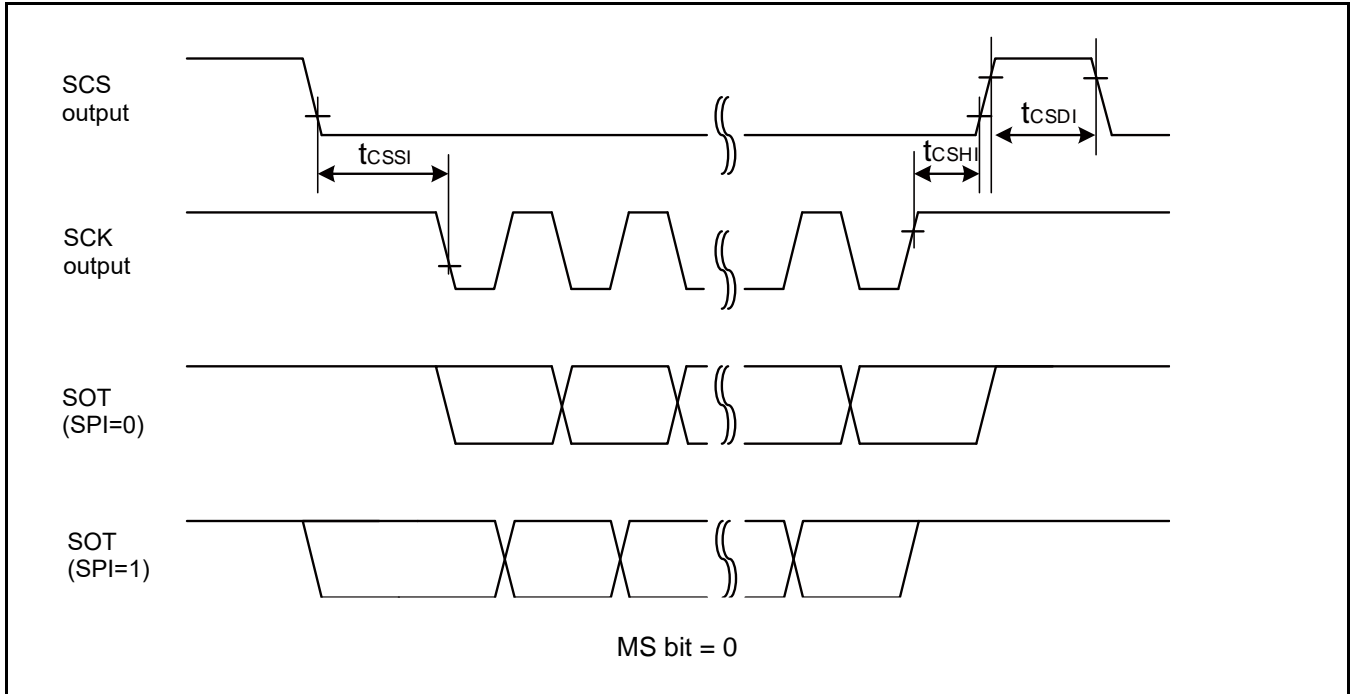 SCS
output
tCSDI
tCSSI
tCSHI
SCK
output
SOT
(SPI=0)
SOT
(SPI=1)
MS bit = 0